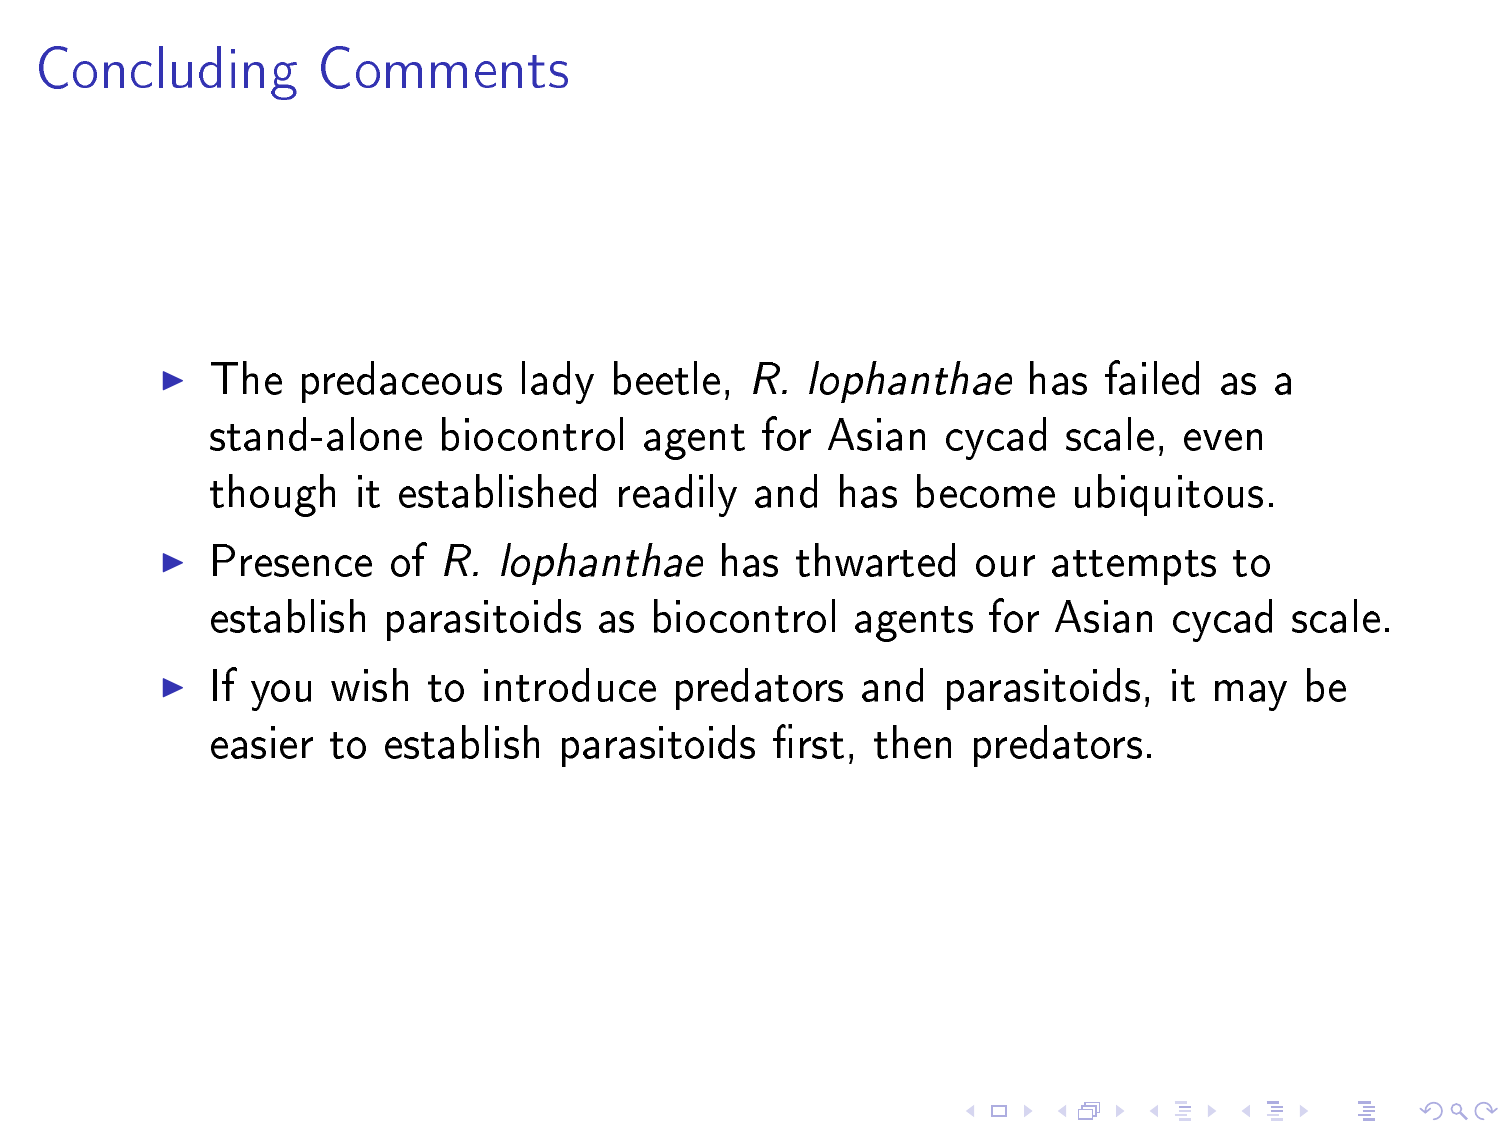 Concluding Comments
▶ The predaceous lady beetle, R. lophanthae has failed as a
stand-alone biocontrol agent for Asian cycad scale, even
though it established readily and has become ubiquitous.
▶ Presence of R. lophanthae has thwarted our attempts to
establish parasitoids as biocontrol agents for Asian cycad scale.
▶ If you wish to introduce predators and parasitoids, it may be
easier to establish parasitoids first, then predators.